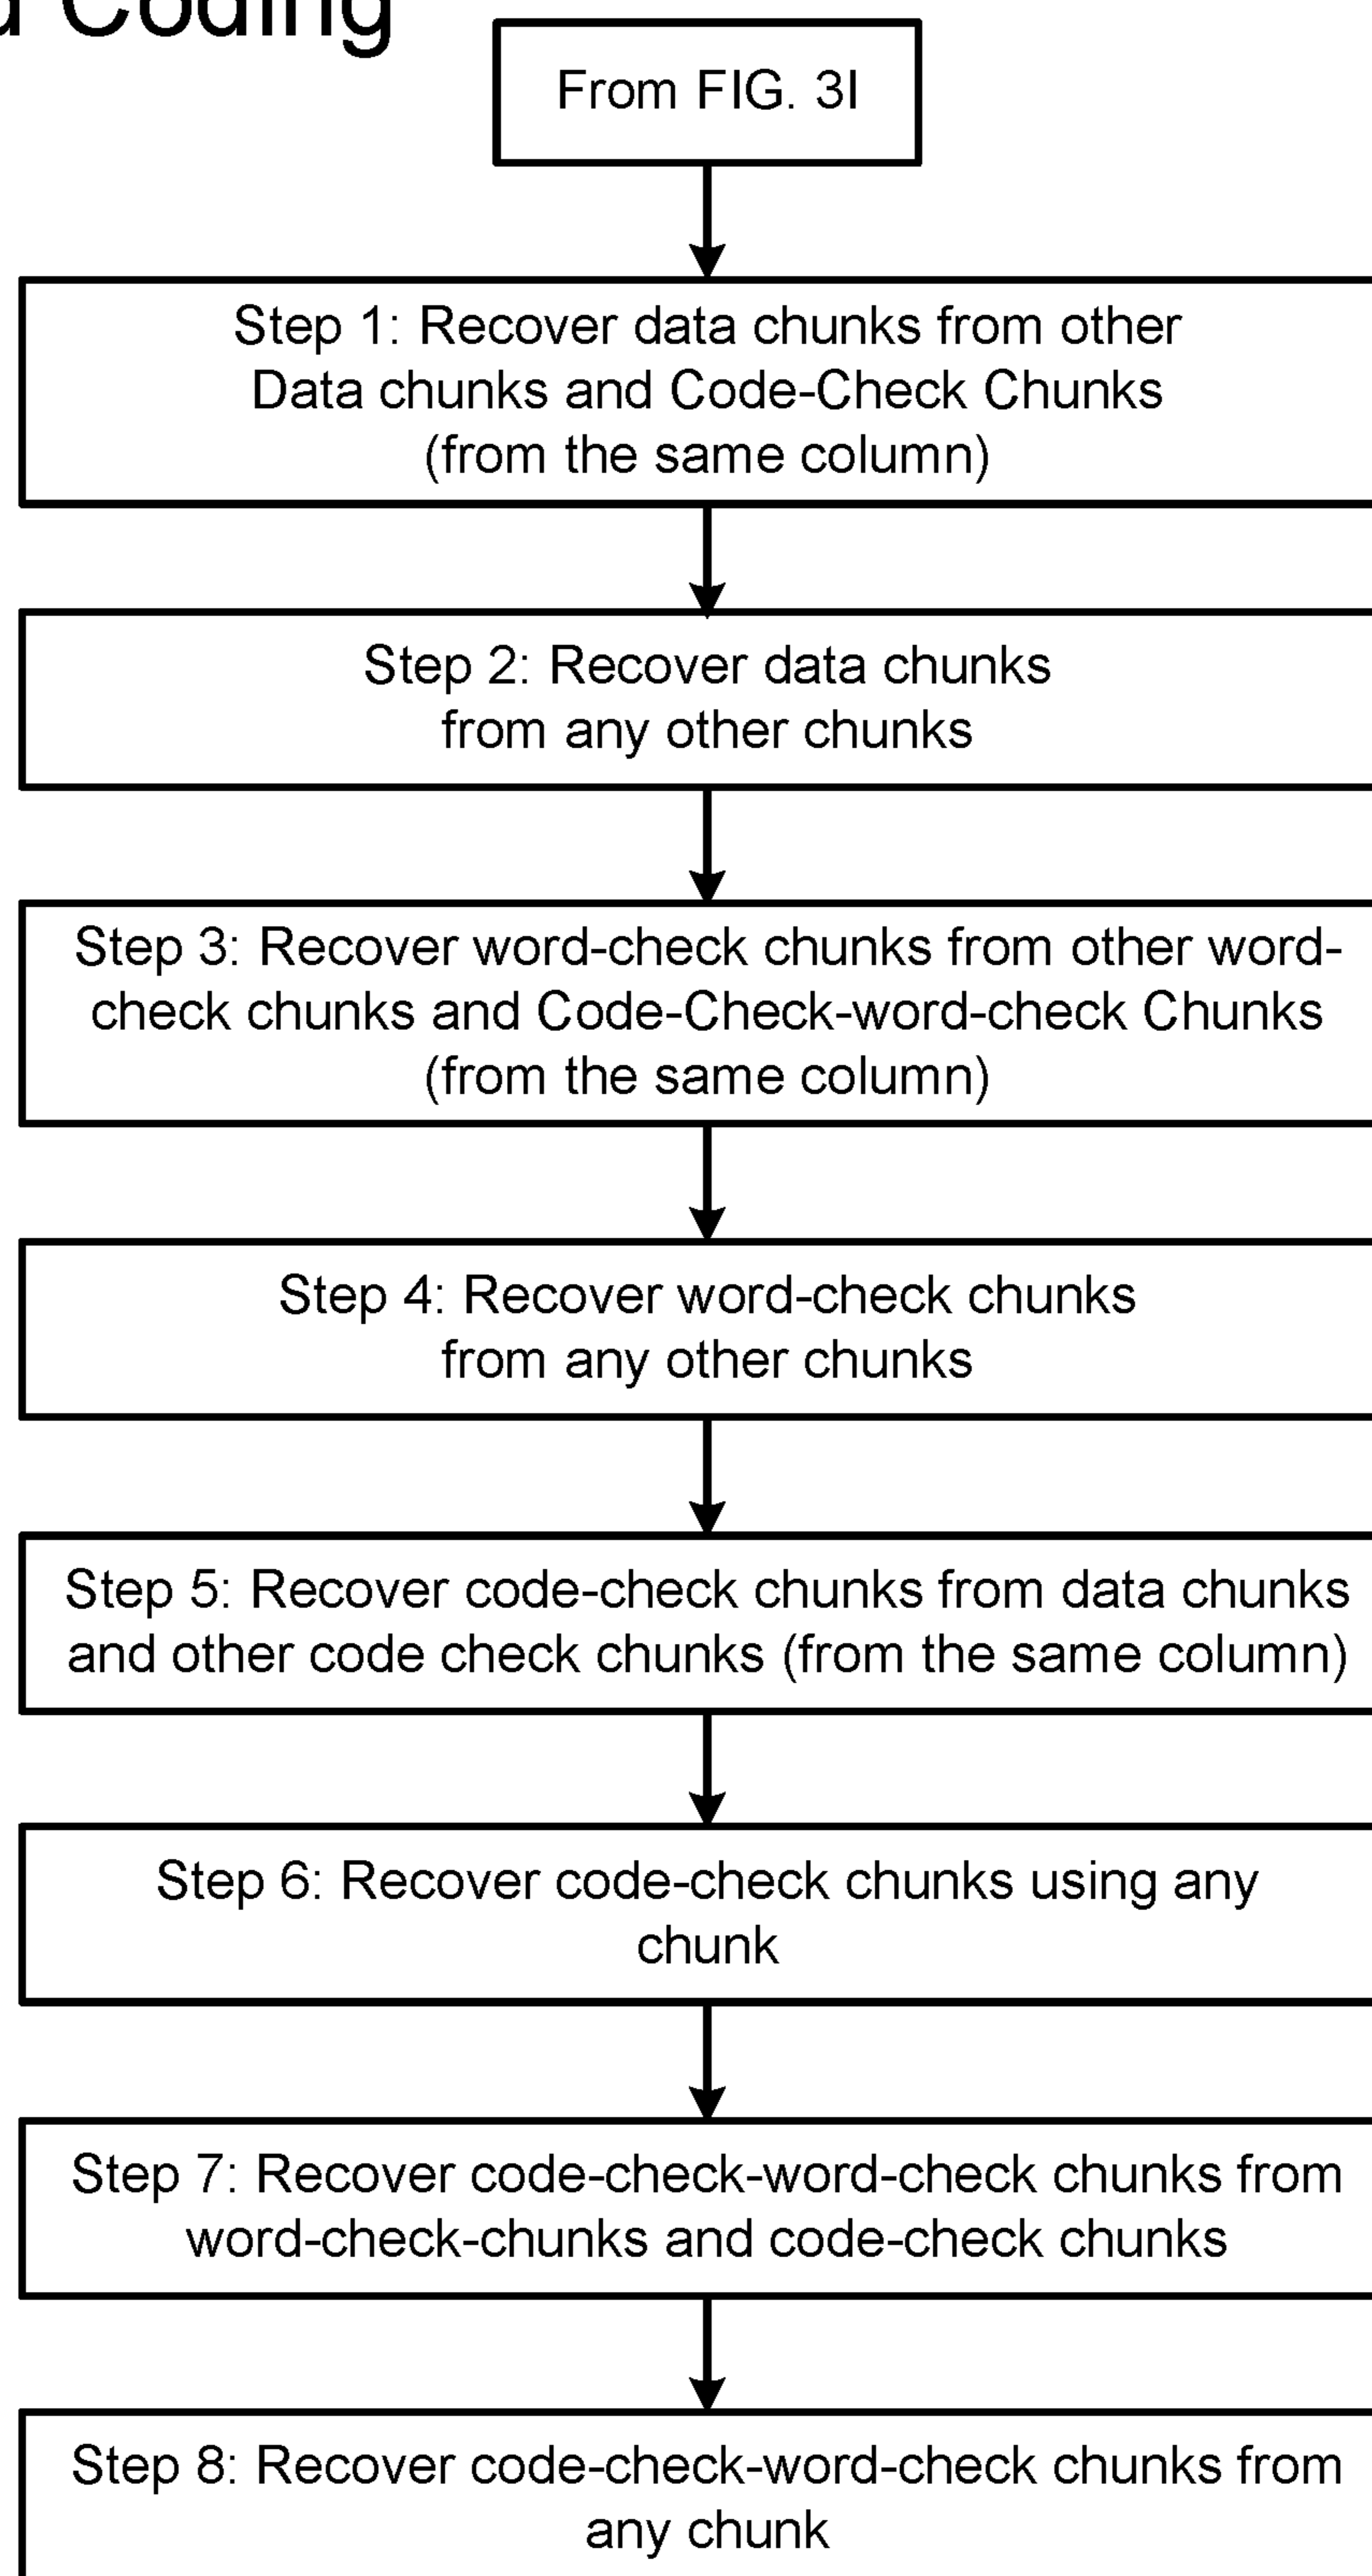 Coding
From FIG. 3I
Step 1: Recover data chunks from other
Data chunks and Code-Check Chunks
(from the same column)
Step 2: Recover data chunks
from any other chunks
Step 3: Recover word-check chunks from other word-
check chunks and Code-Check-word-check Chunks
(from the same column)
Step 4: Recover word-check chunks
from any other chunks
Step 5: Recover code-check chunks from data chunks
and other code check chunks (from the same column)
Step 6: Recover code-check chunks using any
chunk
Step 7: Recover code-check-word-check chunks from
word-check-chunks and code-check chunks
Step 8: Recover code-check-word-check chunks from
any chunk